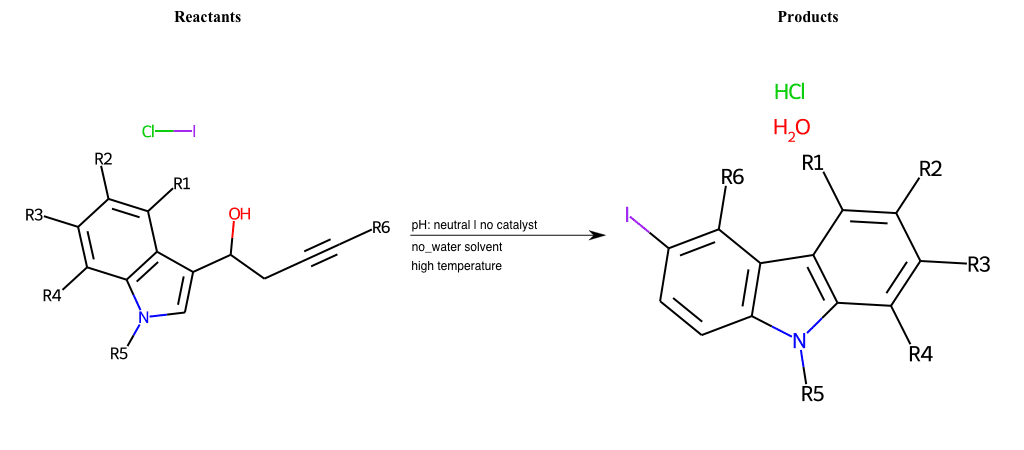 Reactants
Products
HCl
H2O
Cl I
R2
R1
R3
OH
R6
R4
N
R5
pH: neutral | no catalyst
no_water solvent
high temperature
R6
R1
R2
I
R3
N
R4
R5